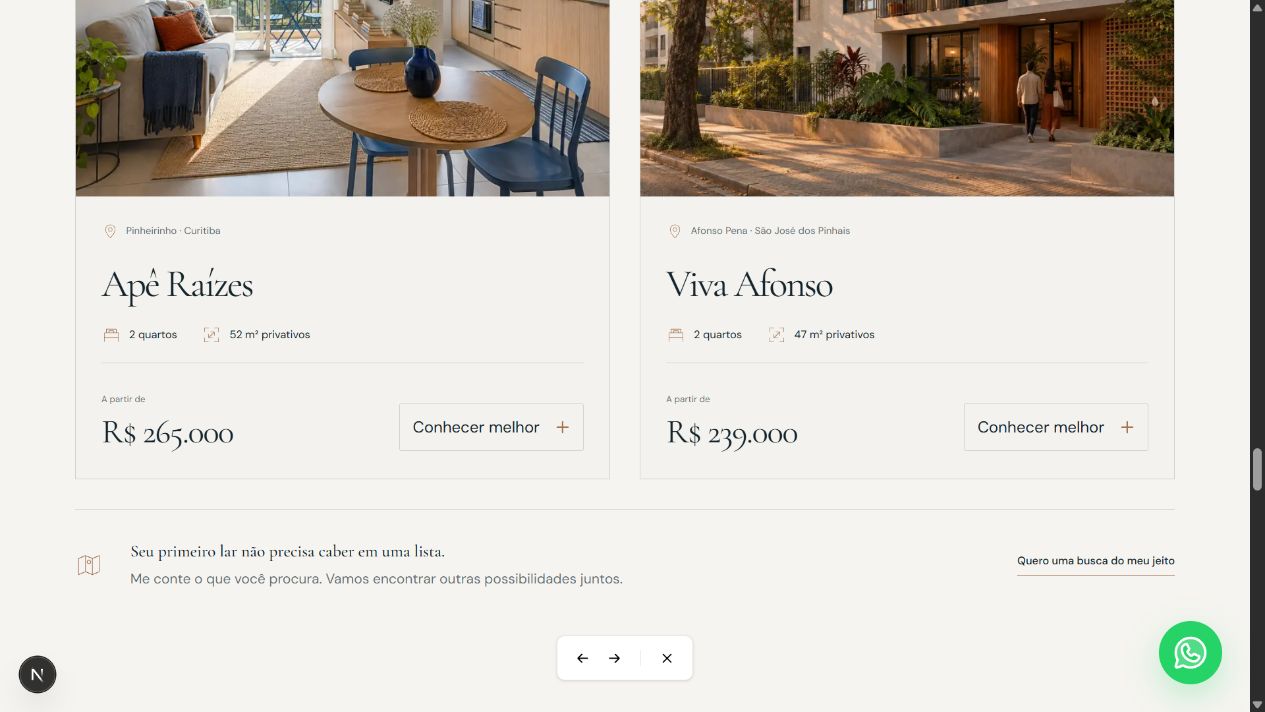 Pinheirinho · Curitiba
Apê Raízes
2 quartos
52 m² privativos
A partir de
R$ 265.000
Conhecer melhor
Afonso Pena · São José dos Pinhais
Viva Afonso
2 quartos
47 m² privativos
A partir de
R$ 239.000
Conhecer melhor
Seu primeiro lar não precisa caber em uma lista.
Me conte o que você procura. Vamos encontrar outras possibilidades juntos.
Quero uma busca do meu jeito
N